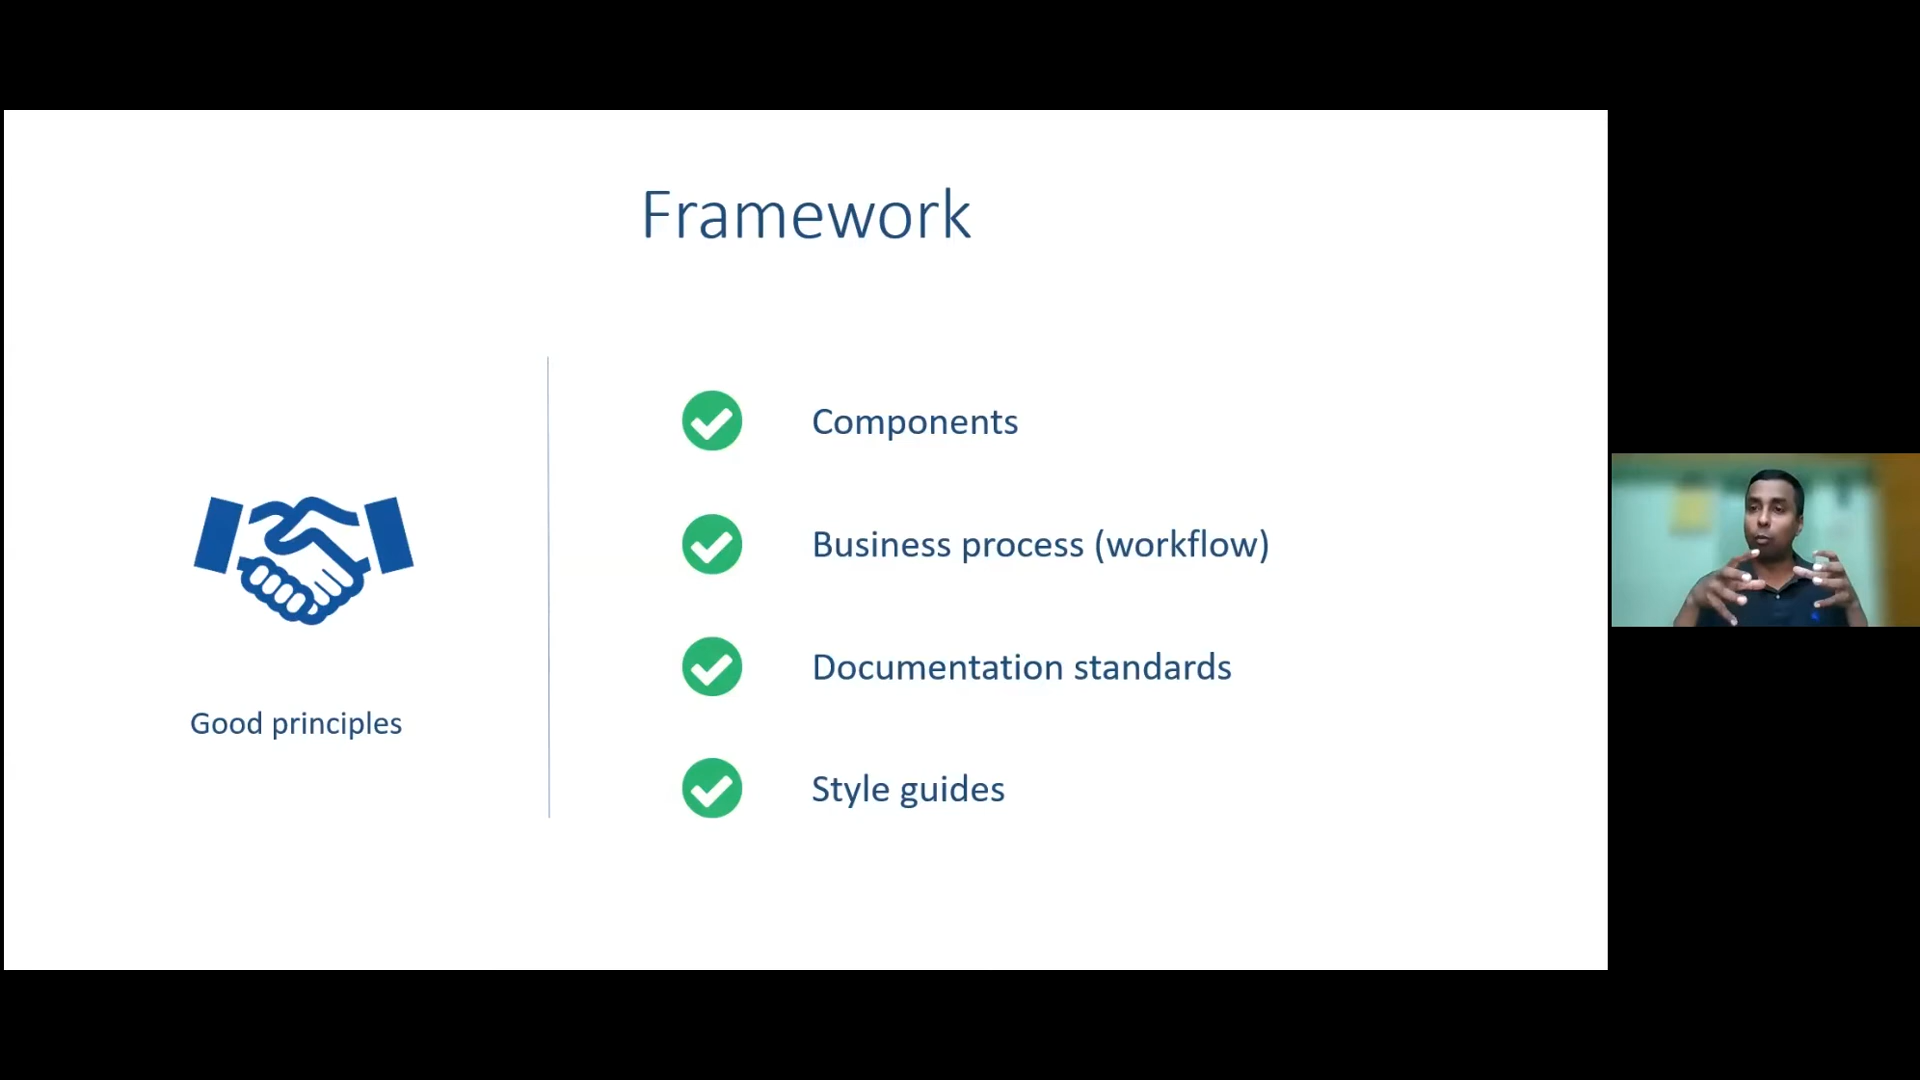 Framework
Good principles
Components
Business process (workflow)
Documentation standards
Style guides